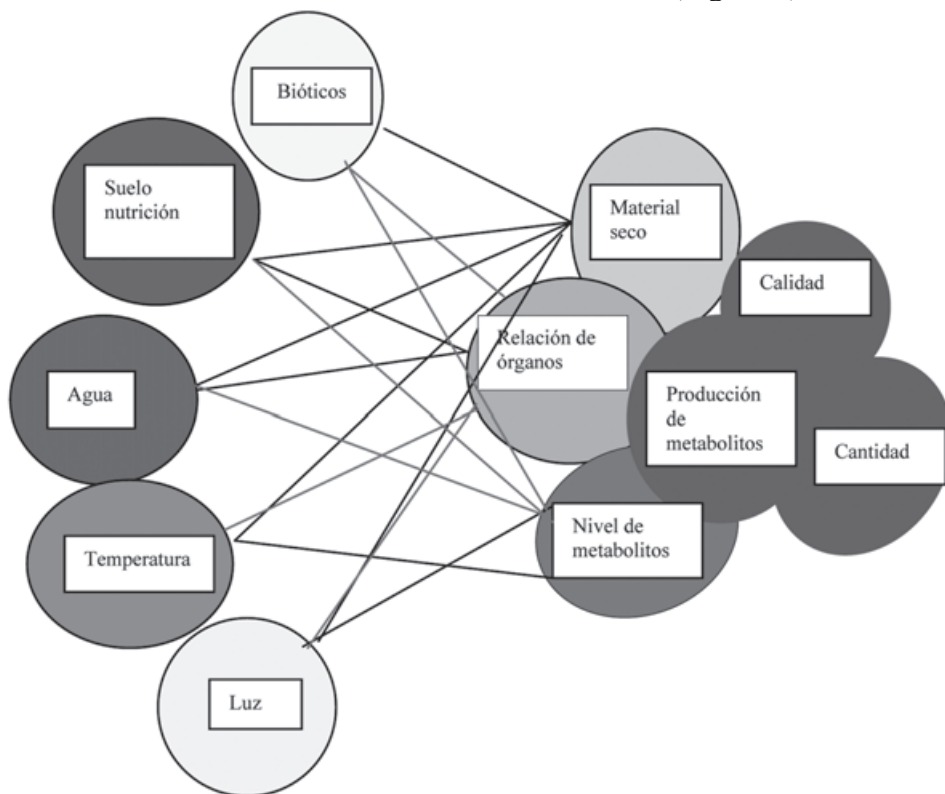 Bióticos
Suelo
nutrición
Material
seco
Calidad
Relación de
órganos
Agua
Producción
de
metabolitos
Cantidad
Nivel de
metabolitos
Temperatura
Luz